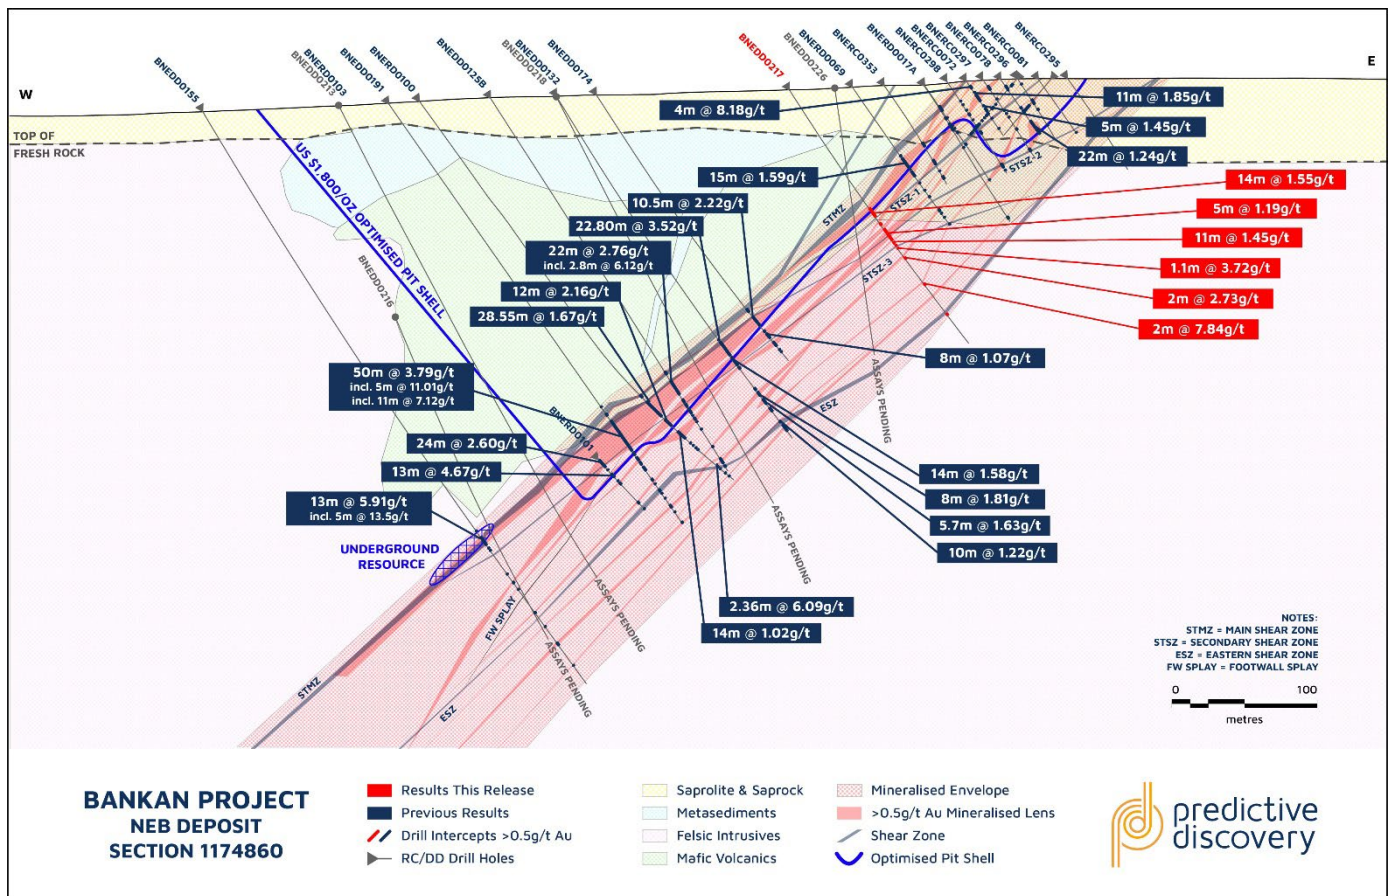 W
E
BNEDD0155
BNERD0103
BNEDD0213
BNEDD0191
BNERD0100
BNEDD0125B
BNEDD0132
BNEDD0218
BNEDD0174
BNEDD0217
BNEDD0226
BNERD0069
BNERC0353
BNERD0017A
BNERC0298
BNERC0072
BNERC0297
BNERC0078
BNERC0296
BNERC0081
BNERC0295
TOP OF
FRESH ROCK
US $1,800/OZ OPTIMISED PIT SHELL
4m @ 8.18g/t
11m @ 1.85g/t
5m @ 1.45g/t
22m @ 1.24g/t
15m @ 1.59g/t
STSZ-2
STSZ-1
STMZ
STSZ-3
14m @ 1.55g/t
5m @ 1.19g/t
11m @ 1.45g/t
1.1m @ 3.72g/t
2m @ 2.73g/t
2m @ 7.84g/t
10.5m @ 2.22g/t
22.80m @ 3.52g/t
22m @ 2.76g/t
incl. 2.8m @ 6.12g/t
12m @ 2.16g/t
28.55m @ 1.67g/t
BNEDD0216
8m @ 1.07g/t
ASSAYS PENDING
50m @ 3.79g/t
incl. 5m @ 11.01g/t
incl. 11m @ 7.12g/t
BNERD0101
ESZ
24m @ 2.60g/t
13m @ 4.67g/t
13m @ 5.91g/t
incl. 5m @ 13.5g/t
14m @ 1.58g/t
8m @ 1.81g/t
5.7m @ 1.63g/t
10m @ 1.22g/t
UNDERGROUND
RESOURCE
ASSAYS PENDING
ASSAYS PENDING
ASSAYS PENDING
2.36m @ 6.09g/t
14m @ 1.02g/t
FW SPLAY
STMZ
ESZ
NOTES:
STMZ = MAIN SHEAR ZONE
STSZ = SECONDARY SHEAR ZONE
ESZ = EASTERN SHEAR ZONE
FW SPLAY = FOOTWALL SPLAY
0 100
metres
BANKAN PROJECT
NEB DEPOSIT
SECTION 1174860
Results This Release
Previous Results
Drill Intercepts >0.5g/t Au
RC/DD Drill Holes
Saprolite & Saprock
Metasediments
Felsic Intrusives
Mafic Volcanics
Mineralised Envelope
>0.5g/t Au Mineralised Lens
Shear Zone
Optimised Pit Shell
predictive
discovery